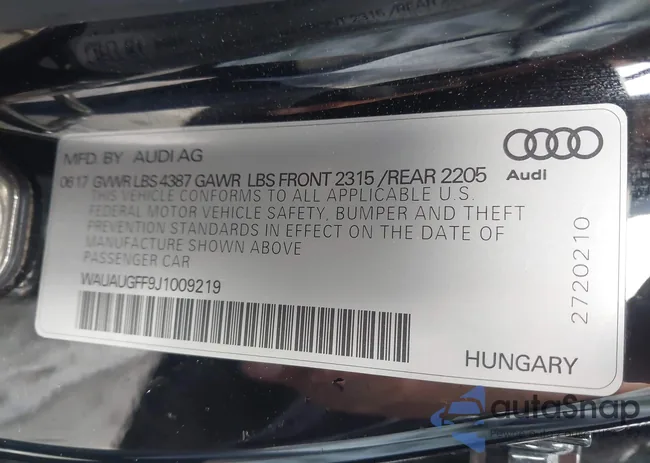 MFD. BY AUDI AG
06 17 GVWR LBS 4387 GAWR LBS FRONT 2315 /REAR 2205
THIS VEHICLE CONFORMS TO ALL APPLICABLE U.S.
FEDERAL MOTOR VEHICLE SAFETY, BUMPER AND THEFT
PREVENTION STANDARDS IN EFFECT ON THE DATE OF
MANUFACTURE SHOWN ABOVE
PASSENGER CAR
WAUAUGFF9J1009219
Audi
2720210
HUNGARY
autoSnap